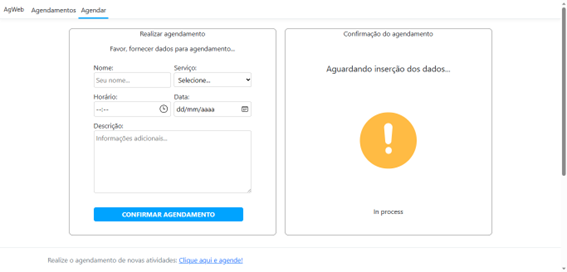 AgWeb Agendamentos Agendar
Realizar agendamento
Favor, fornecer dados para agendamento...
Nome: Serviço:
Seu nome... Selecione...
Horário: Data:
--:-- dd/mm/aaaa
Descrição:
Informações adicionais...
CONFIRMAR AGENDAMENTO
Confirmação do agendamento
Aguardando inserção dos dados...
!
In process
Realize o agendamento de novas atividades: Clique aqui e agende!